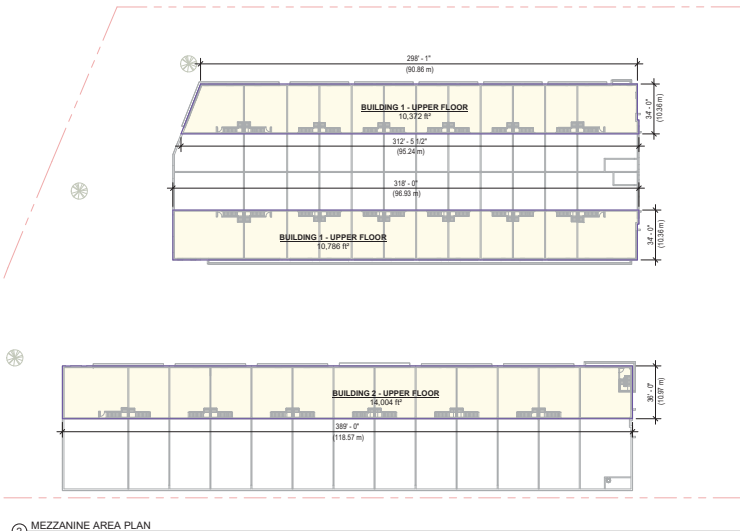 298' - 1"
(90.86 m)
BUILDING 1 - UPPER FLOOR
10,372 ft²
34' - 0"
(10.36 m)
312' - 5 1/2"
(95.24 m)
318' - 0"
(96.93 m)
BUILDING 1 - UPPER FLOOR
10,786 ft²
34' - 0"
(10.36 m)
BUILDING 2 - UPPER FLOOR
14,004 ft²
36' - 0"
(10.97 m)
389' - 0"
(118.57 m)
2 MEZZANINE AREA PLAN